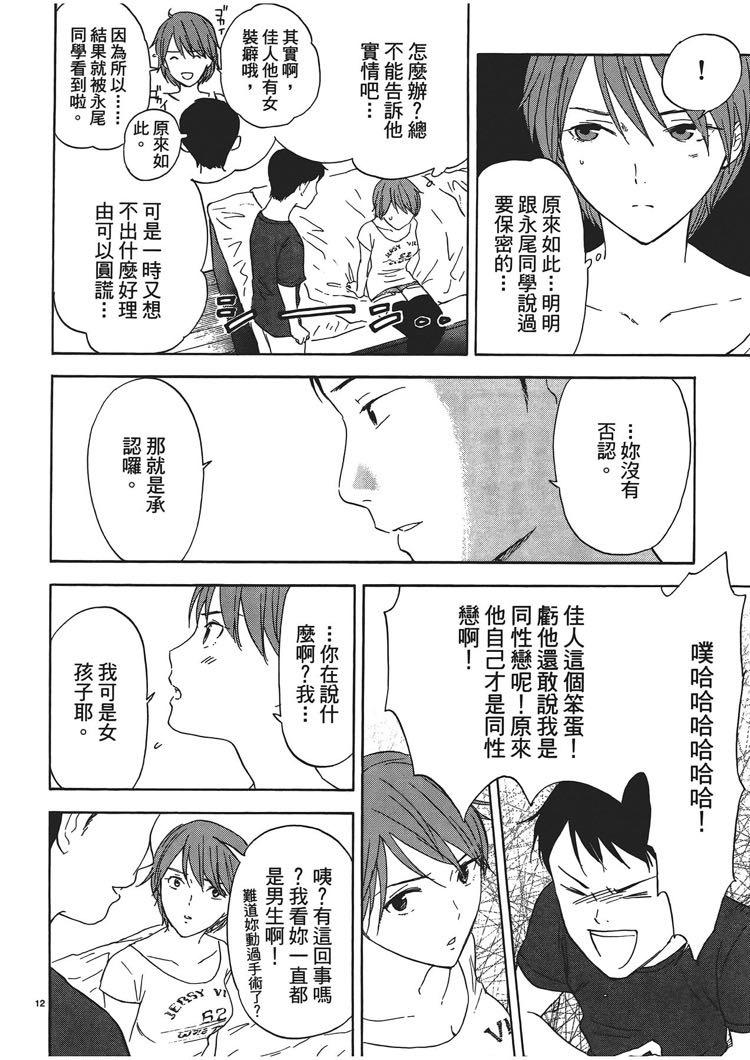 ！
原來如此…明明
跟永尾同學說過
要保密的…
怎麼辦？總
不能告訴他
實情吧…
其實啊，
佳人他有女
裝癖哦，
因為所以……
結果就被永尾
同學看到啦。
原來如
此。
可是一時又想
不出什麼好理
由可以圓謊…
JERSY VIC
62
…妳沒有
否認。
那就是承
認囉。
噗哈哈哈哈哈哈！
佳人這個笨蛋！
虧他還敢說我是
同性戀呢！原來
他自己才是同性
戀啊！
…你在說什
麼啊？我…
我可是女
孩子耶。
咦？有這回事嗎
？我看妳一直都
是男生啊！
難道妳動過手術了？
JERSY VI
62
12